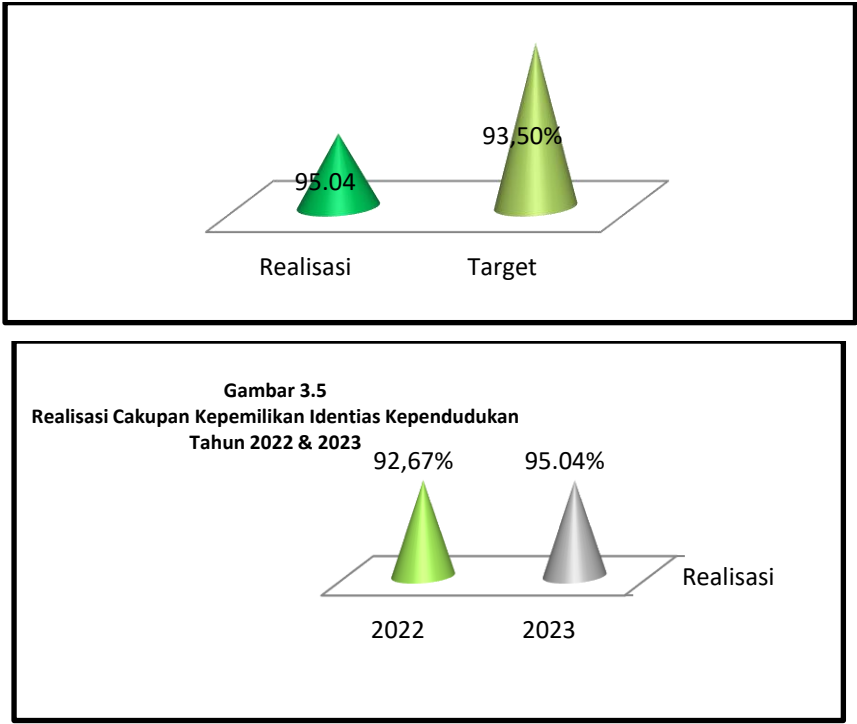 93,50%
95.04
Realisasi Target
Gambar 3.5
Realisasi Cakupan Kepemilikan Identias Kependudukan
Tahun 2022 & 2023
92,67% 95.04%
Realisasi
2022 2023